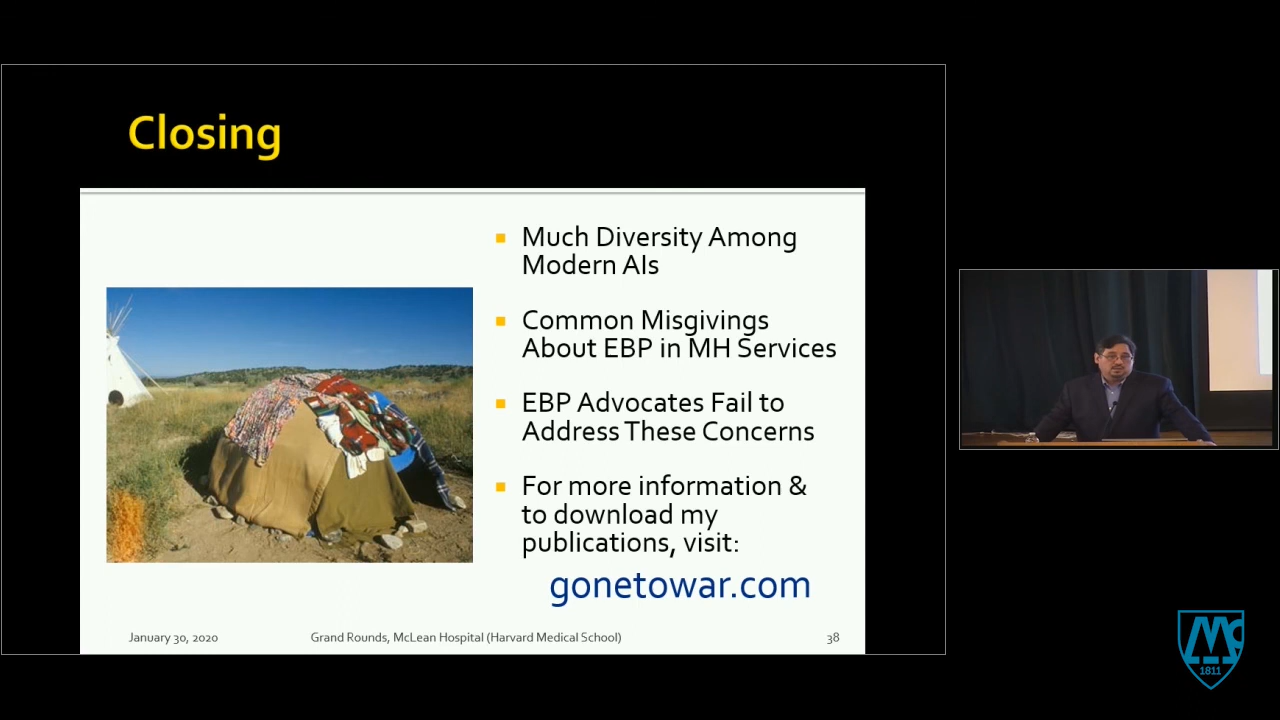 Closing
Much Diversity Among
Modern AIs
Common Misgivings
About EBP in MH Services
EBP Advocates Fail to
Address These Concerns
For more information &
to download my
publications, visit:
gonetowar.com
January 30, 2020
Grand Rounds, McLean Hospital (Harvard Medical School)
38
Mc
1811